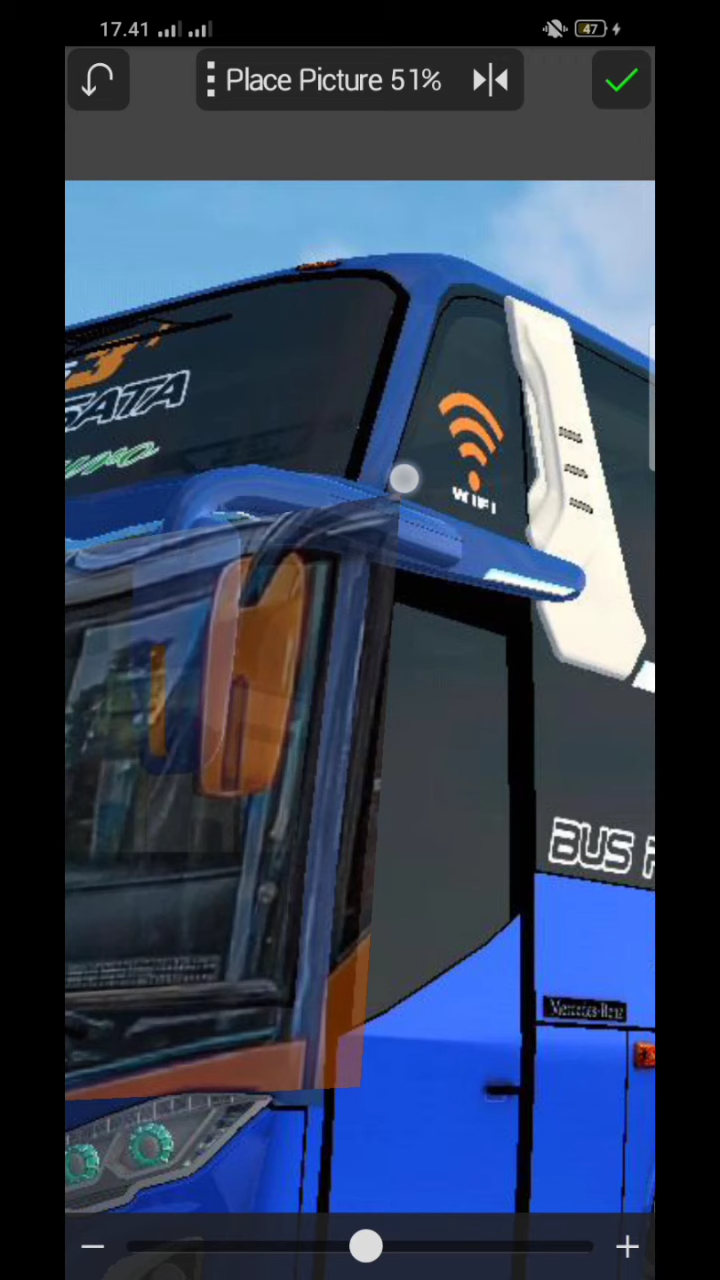 17.41
47
Place Picture 51%
SATA
WIFI
BUS
Mercedes-Benz